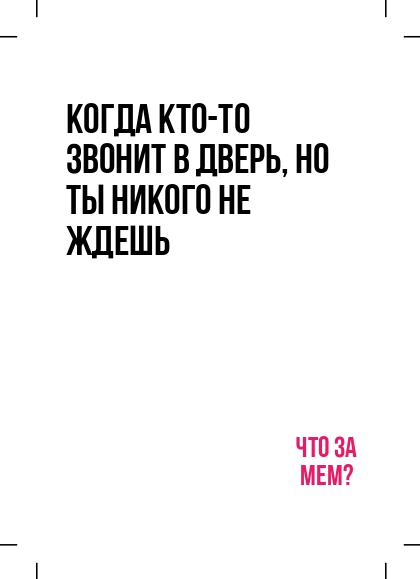 КОГДА КТО-ТО
ЗВОНИТ В ДВЕРЬ, НО
ТЫ НИКОГО НЕ
ЖДЕШЬ
ЧТО ЗА
МЕМ?